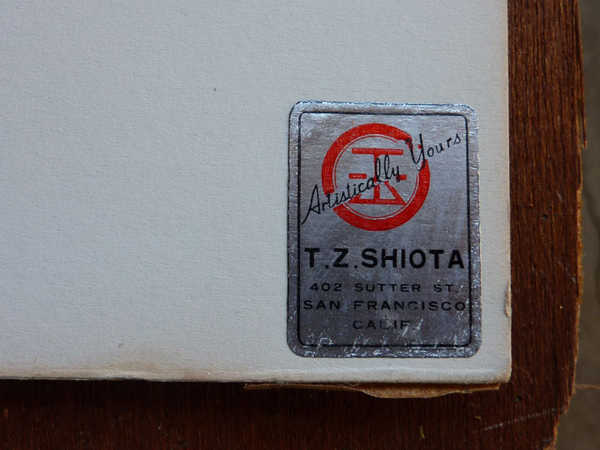 Artistically Yours
T.Z.SHIOTA
402 SUTTER ST.
SAN FRANCISCO
CALIF.